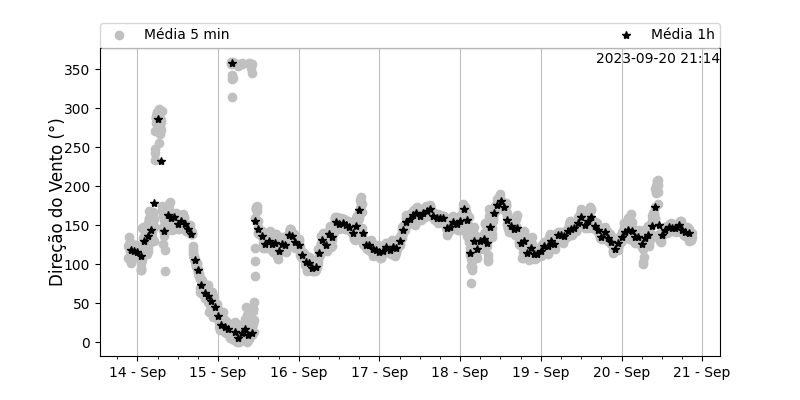 Média 5 min
Média 1h
2023-09-20 21:14
Direção do Vento (°)
350
300
250
200
150
100
50
0
14 - Sep
15 - Sep
16 - Sep
17 - Sep
18 - Sep
19 - Sep
20 - Sep
21 - Sep